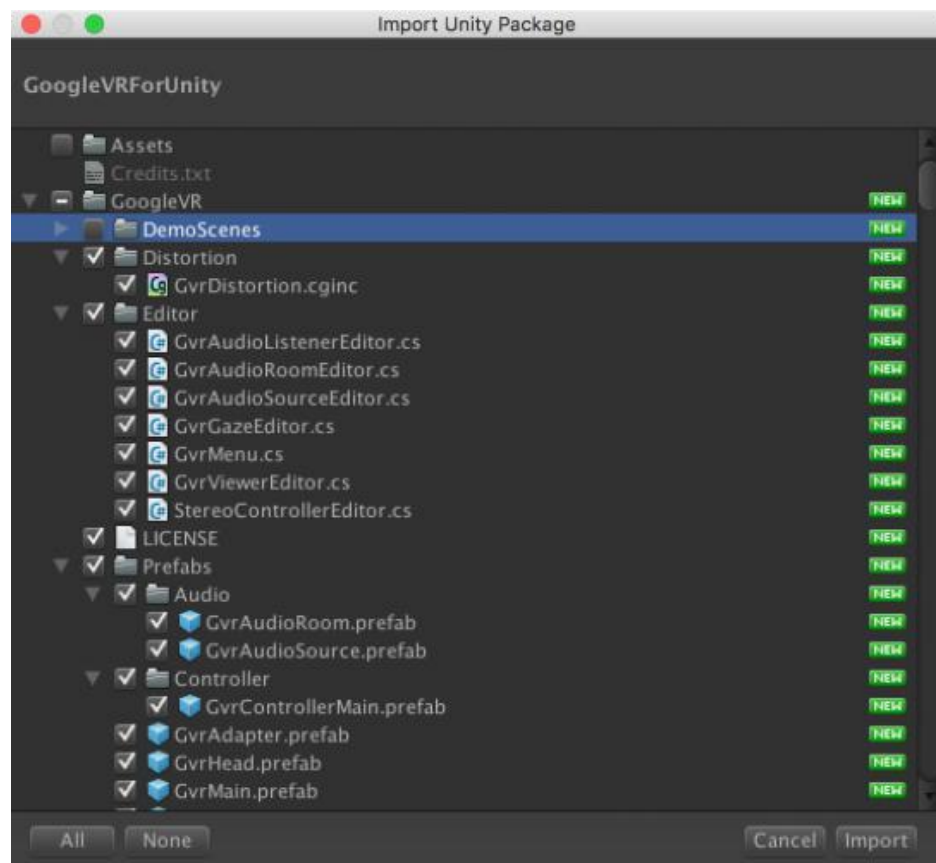 Import Unity Package
GoogleVRForUnity
Assets
Credits.txt
GoogleVR NEW
DemoScenes NEW
Distortion NEW
GvrDistortion.cginc NEW
Editor NEW
GvrAudioListenerEditor.cs NEW
GvrAudioRoomEditor.cs NEW
GvrAudioSourceEditor.cs NEW
GvrGazeEditor.cs NEW
GvrMenu.cs NEW
GvrViewerEditor.cs NEW
StereoControllerEditor.cs NEW
LICENSE NEW
Prefabs NEW
Audio NEW
GvrAudioRoom.prefab NEW
GvrAudioSource.prefab NEW
Controller NEW
GvrControllerMain.prefab NEW
GvrAdapter.prefab NEW
GvrHead.prefab NEW
GvrMain.prefab NEW
All None Cancel Import